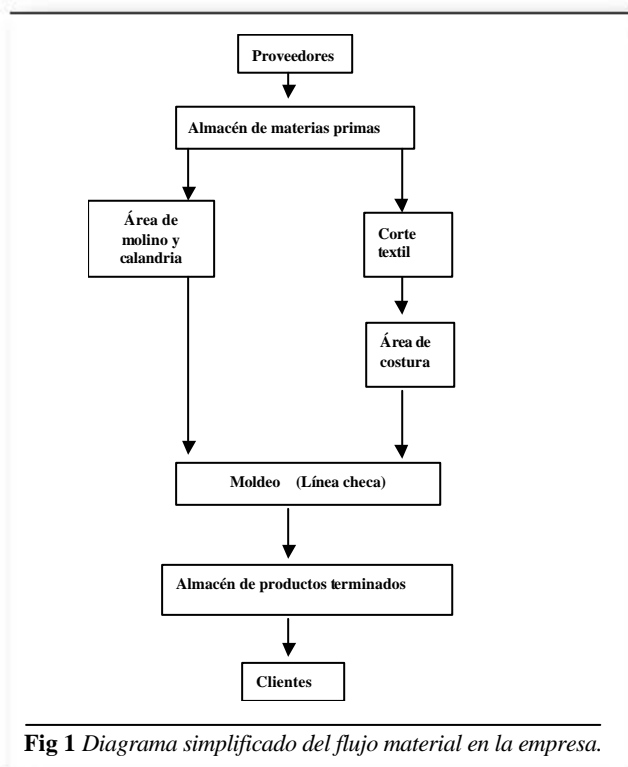 Proveedores
Almacén de materias primas
Área de
molino y
calandria
Corte
textil
Área de
costura
Moldeo (Línea checa)
Almacén de productos terminados
Clientes
Fig 1 Diagrama simplificado del flujo material en la empresa.